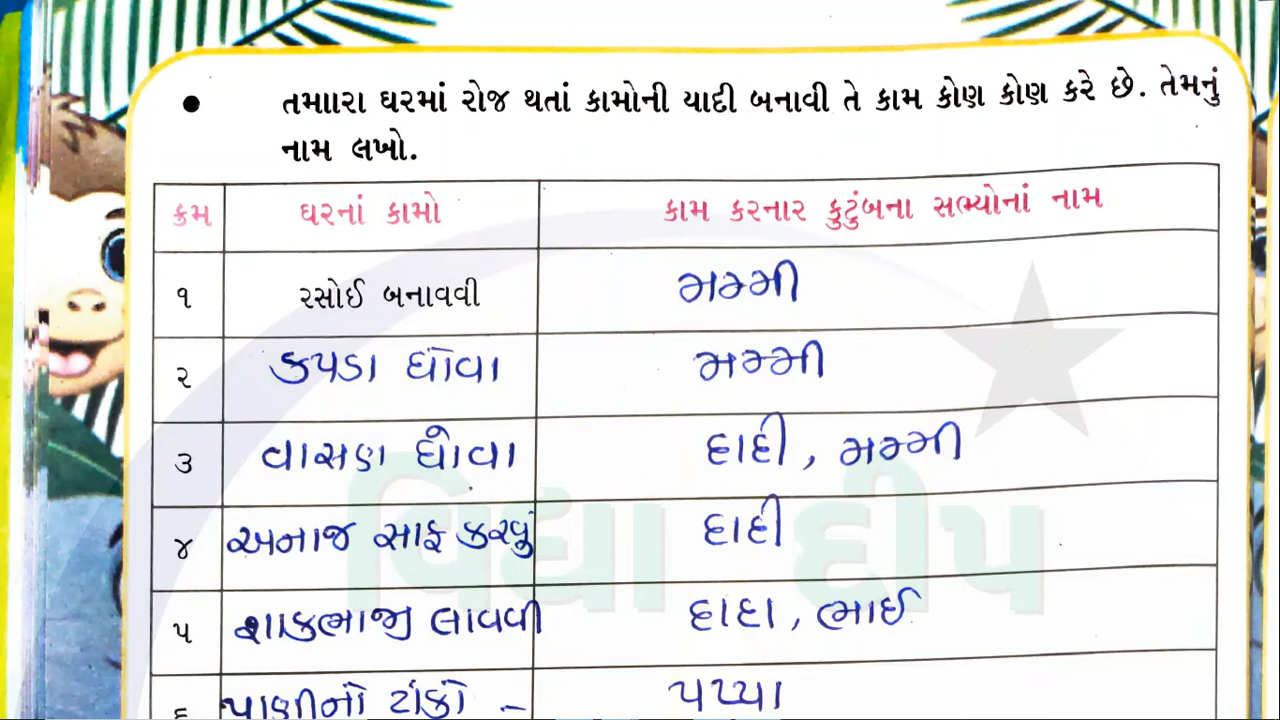 ● તમાારા ઘરમાં રોજ થતાં કામોની યાદી બનાવી તે કામ કોણ કોણ કરે છે. તેમનું
નામ લખો.
ક્રમ ઘરનાં કામો કામ કરનાર કુટુંબના સભ્યોનાં નામ
૧ રસોઈ બનાવવી મમ્મી
૨ કપડા ધોવા મમ્મી
૩ વાસણ ધોવા દાદી, મમ્મી
૪ અનાજ સાફ કરવું દાદી
૫ શાકભાજી લાવવી દાદા, ભાઈ
૬ પાણીનો ટાંકો - પપ્પા
વિદ્યા દીપ